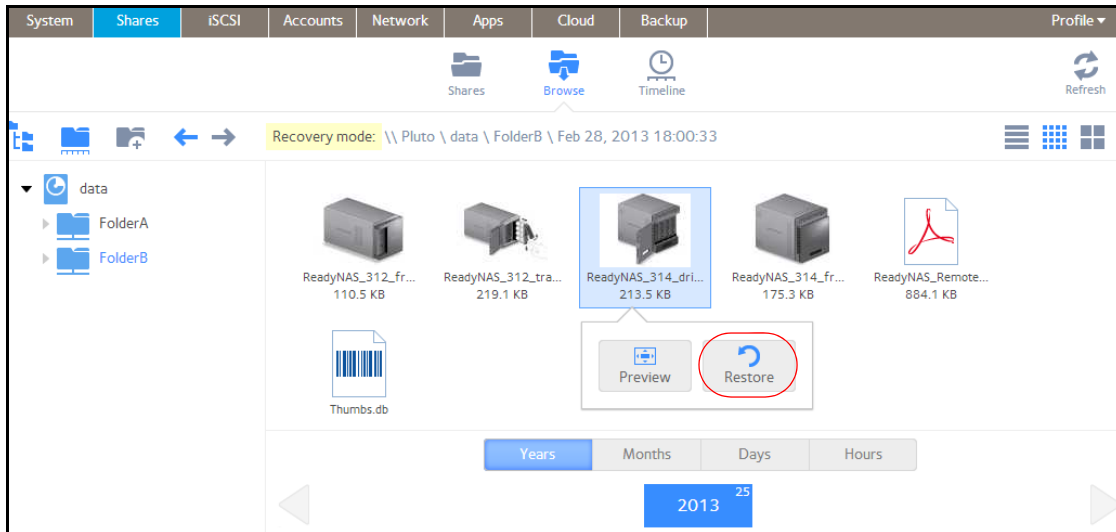 System Shares iSCSI Accounts Network Apps Cloud Backup Profile
Shares Browse Timeline Refresh
Recovery mode: \\ Pluto \ data \ FolderB \ Feb 28, 2013 18:00:33
data
FolderA
FolderB
ReadyNAS_312_fr... ReadyNAS_312_tra... ReadyNAS_314_dri... ReadyNAS_314_fr... ReadyNAS_Remote...
110.5 KB 219.1 KB 213.5 KB 175.3 KB 884.1 KB
Preview Restore
Thumbs.db
Years Months Days Hours
2013 25